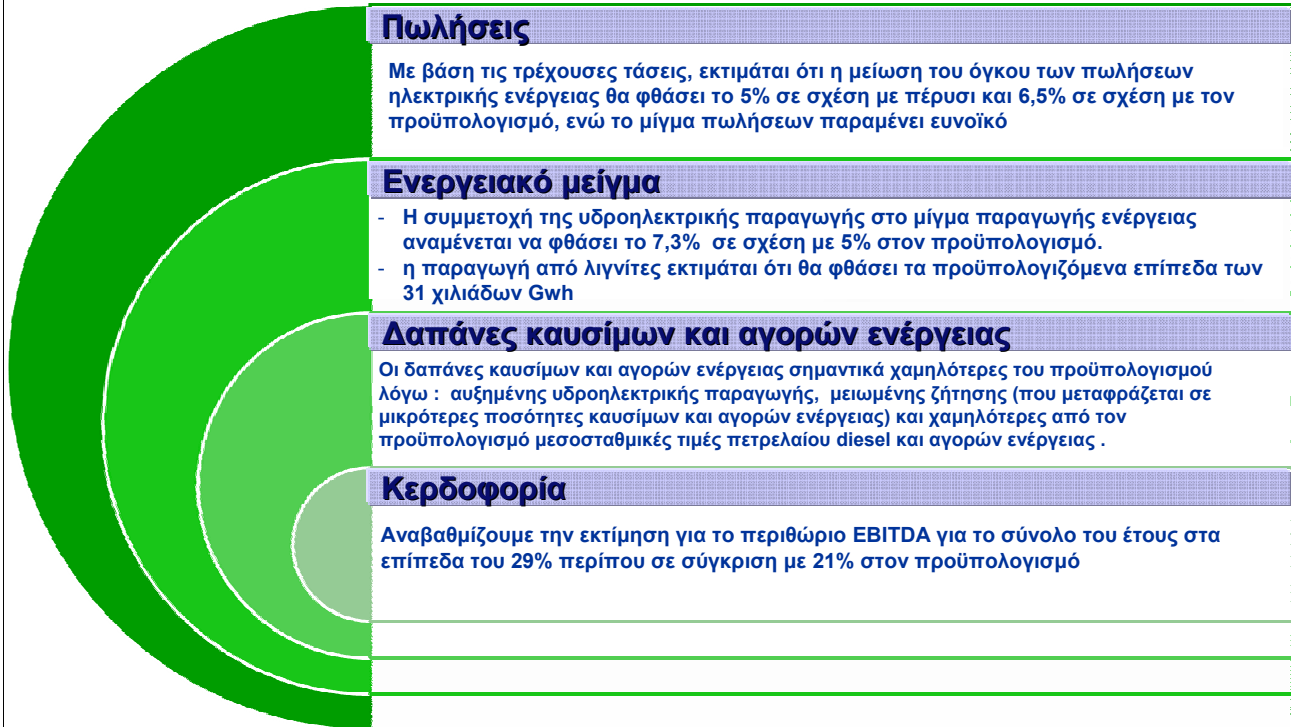 Πωλήσεις
Με βάση τις τρέχουσες τάσεις, εκτιμάται ότι η μείωση του όγκου των πωλήσεων
ηλεκτρικής ενέργειας θα φθάσει το 5% σε σχέση με πέρυσι και 6,5% σε σχέση με τον
προϋπολογισμό, ενώ το μίγμα πωλήσεων παραμένει ευνοϊκό
Ενεργειακό μείγμα
- Η συμμετοχή της υδροηλεκτρικής παραγωγής στο μίγμα παραγωγής ενέργειας
αναμένεται να φθάσει το 7,3% σε σχέση με 5% στον προϋπολογισμό.
- η παραγωγή από λιγνίτες εκτιμάται ότι θα φθάσει τα προϋπολογιζόμενα επίπεδα των
31 χιλιάδων Gwh
Δαπάνες καυσίμων και αγορών ενέργειας
Οι δαπάνες καυσίμων και αγορών ενέργειας σημαντικά χαμηλότερες του προϋπολογισμού
λόγω : αυξημένης υδροηλεκτρικής παραγωγής, μειωμένης ζήτησης (που μεταφράζεται σε
μικρότερες ποσότητες καυσίμων και αγορών ενέργειας) και χαμηλότερες από τον
προϋπολογισμό μεσοσταθμικές τιμές πετρελαίου diesel και αγορών ενέργειας .
Κερδοφορία
Αναβαθμίζουμε την εκτίμηση για το περιθώριο EBITDA για το σύνολο του έτους στα
επίπεδα του 29% περίπου σε σύγκριση με 21% στον προϋπολογισμό